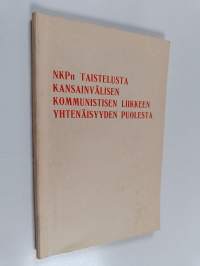 NKPn TAISTELUSTA
KANSAINVÄLISEN
KOMMUNISTISEN LIIKKEEN
YHTENÄISYYDEN PUOLESTA